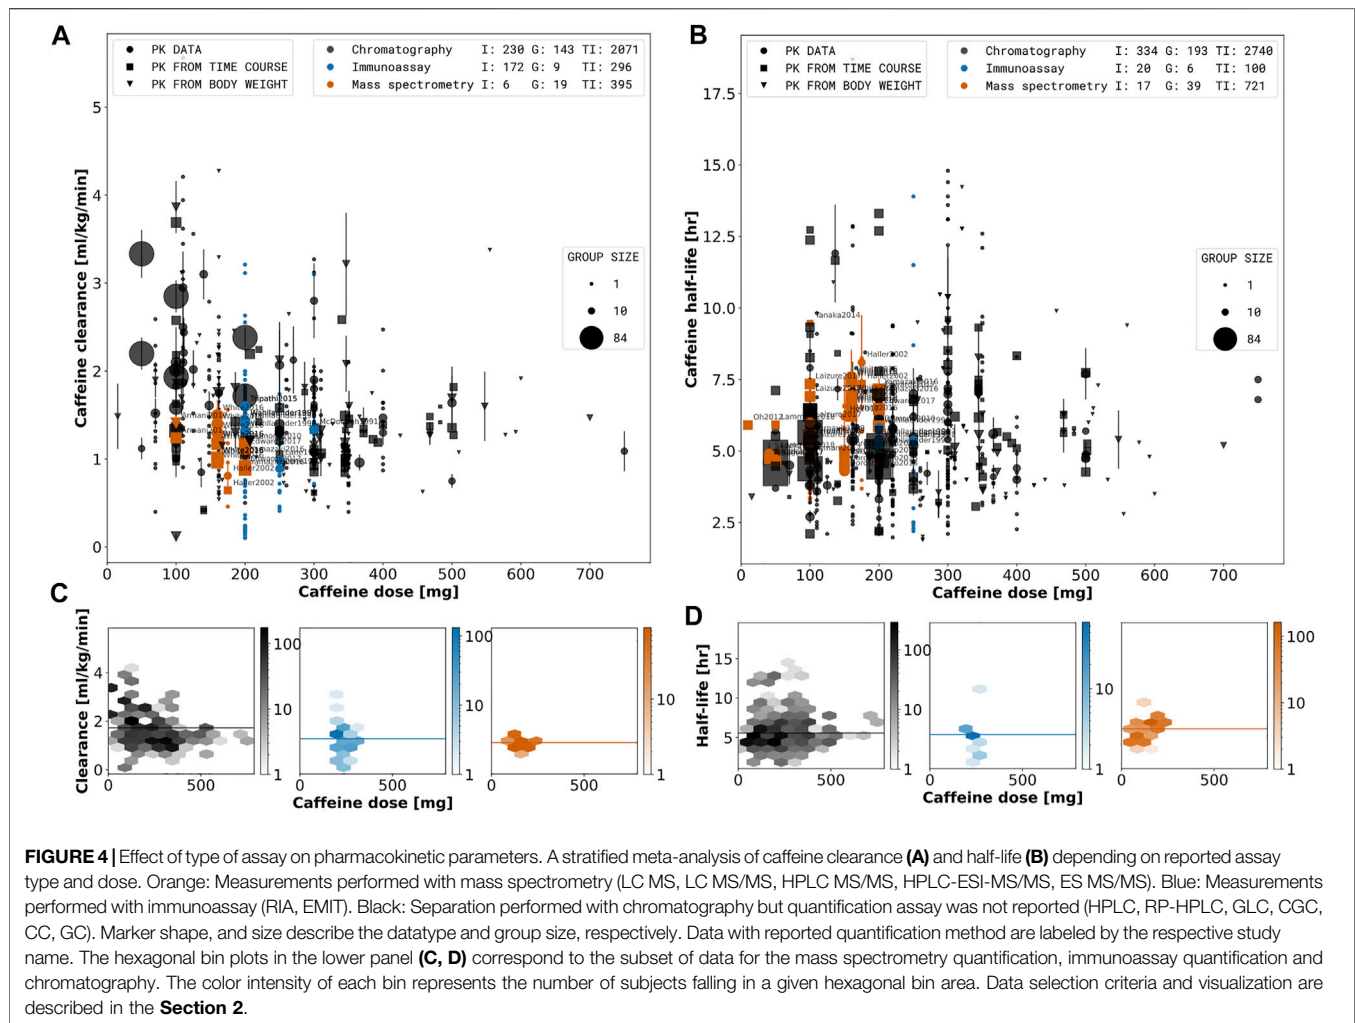 A
PK DATA
PK FROM TIME COURSE
PK FROM BODY WEIGHT
Chromatography I: 230 G: 143 TI: 2071
Immunoassay I: 172 G: 9 TI: 296
Mass spectrometry I: 6 G: 19 TI: 395
GROUP SIZE
1
10
84
Caffeine clearance [ml/kg/min]
5
4
3
2
1
0
Tripathi2015
White2016
Haller2002
Haller2002
0 100 200 300 400 500 600 700
Caffeine dose [mg]
B
PK DATA
PK FROM TIME COURSE
PK FROM BODY WEIGHT
Chromatography I: 334 G: 193 TI: 2740
Immunoassay I: 20 G: 6 TI: 100
Mass spectrometry I: 17 G: 39 TI: 721
GROUP SIZE
1
10
84
Caffeine half-life [hr]
17.5
15.0
12.5
10.0
7.5
5.0
2.5
Tanaka2014
Haller2002
Haller2002
Oh2012
0 100 200 300 400 500 600 700
Caffeine dose [mg]
C
Clearance [ml/kg/min]
4
2
0
500
100
10
1
0 500
100
10
1
0 500
10
1
Caffeine dose [mg]
D
Half-life [hr]
15
10
5
0 500
100
10
1
0 500
10
1
0 500
100
10
1
Caffeine dose [mg]
FIGURE 4 | Effect of type of assay on pharmacokinetic parameters. A stratified meta-analysis of caffeine clearance (A) and half-life (B) depending on reported assay
type and dose. Orange: Measurements performed with mass spectrometry (LC MS, LC MS/MS, HPLC MS/MS, HPLC-ESI-MS/MS, ES MS/MS). Blue: Measurements
performed with immunoassay (RIA, EMIT). Black: Separation performed with chromatography but quantification assay was not reported (HPLC, RP-HPLC, GLC, CGC,
CC, GC). Marker shape, and size describe the datatype and group size, respectively. Data with reported quantification method are labeled by the respective study
name. The hexagonal bin plots in the lower panel (C, D) correspond to the subset of data for the mass spectrometry quantification, immunoassay quantification and
chromatography. The color intensity of each bin represents the number of subjects falling in a given hexagonal bin area. Data selection criteria and visualization are
described in the Section 2.